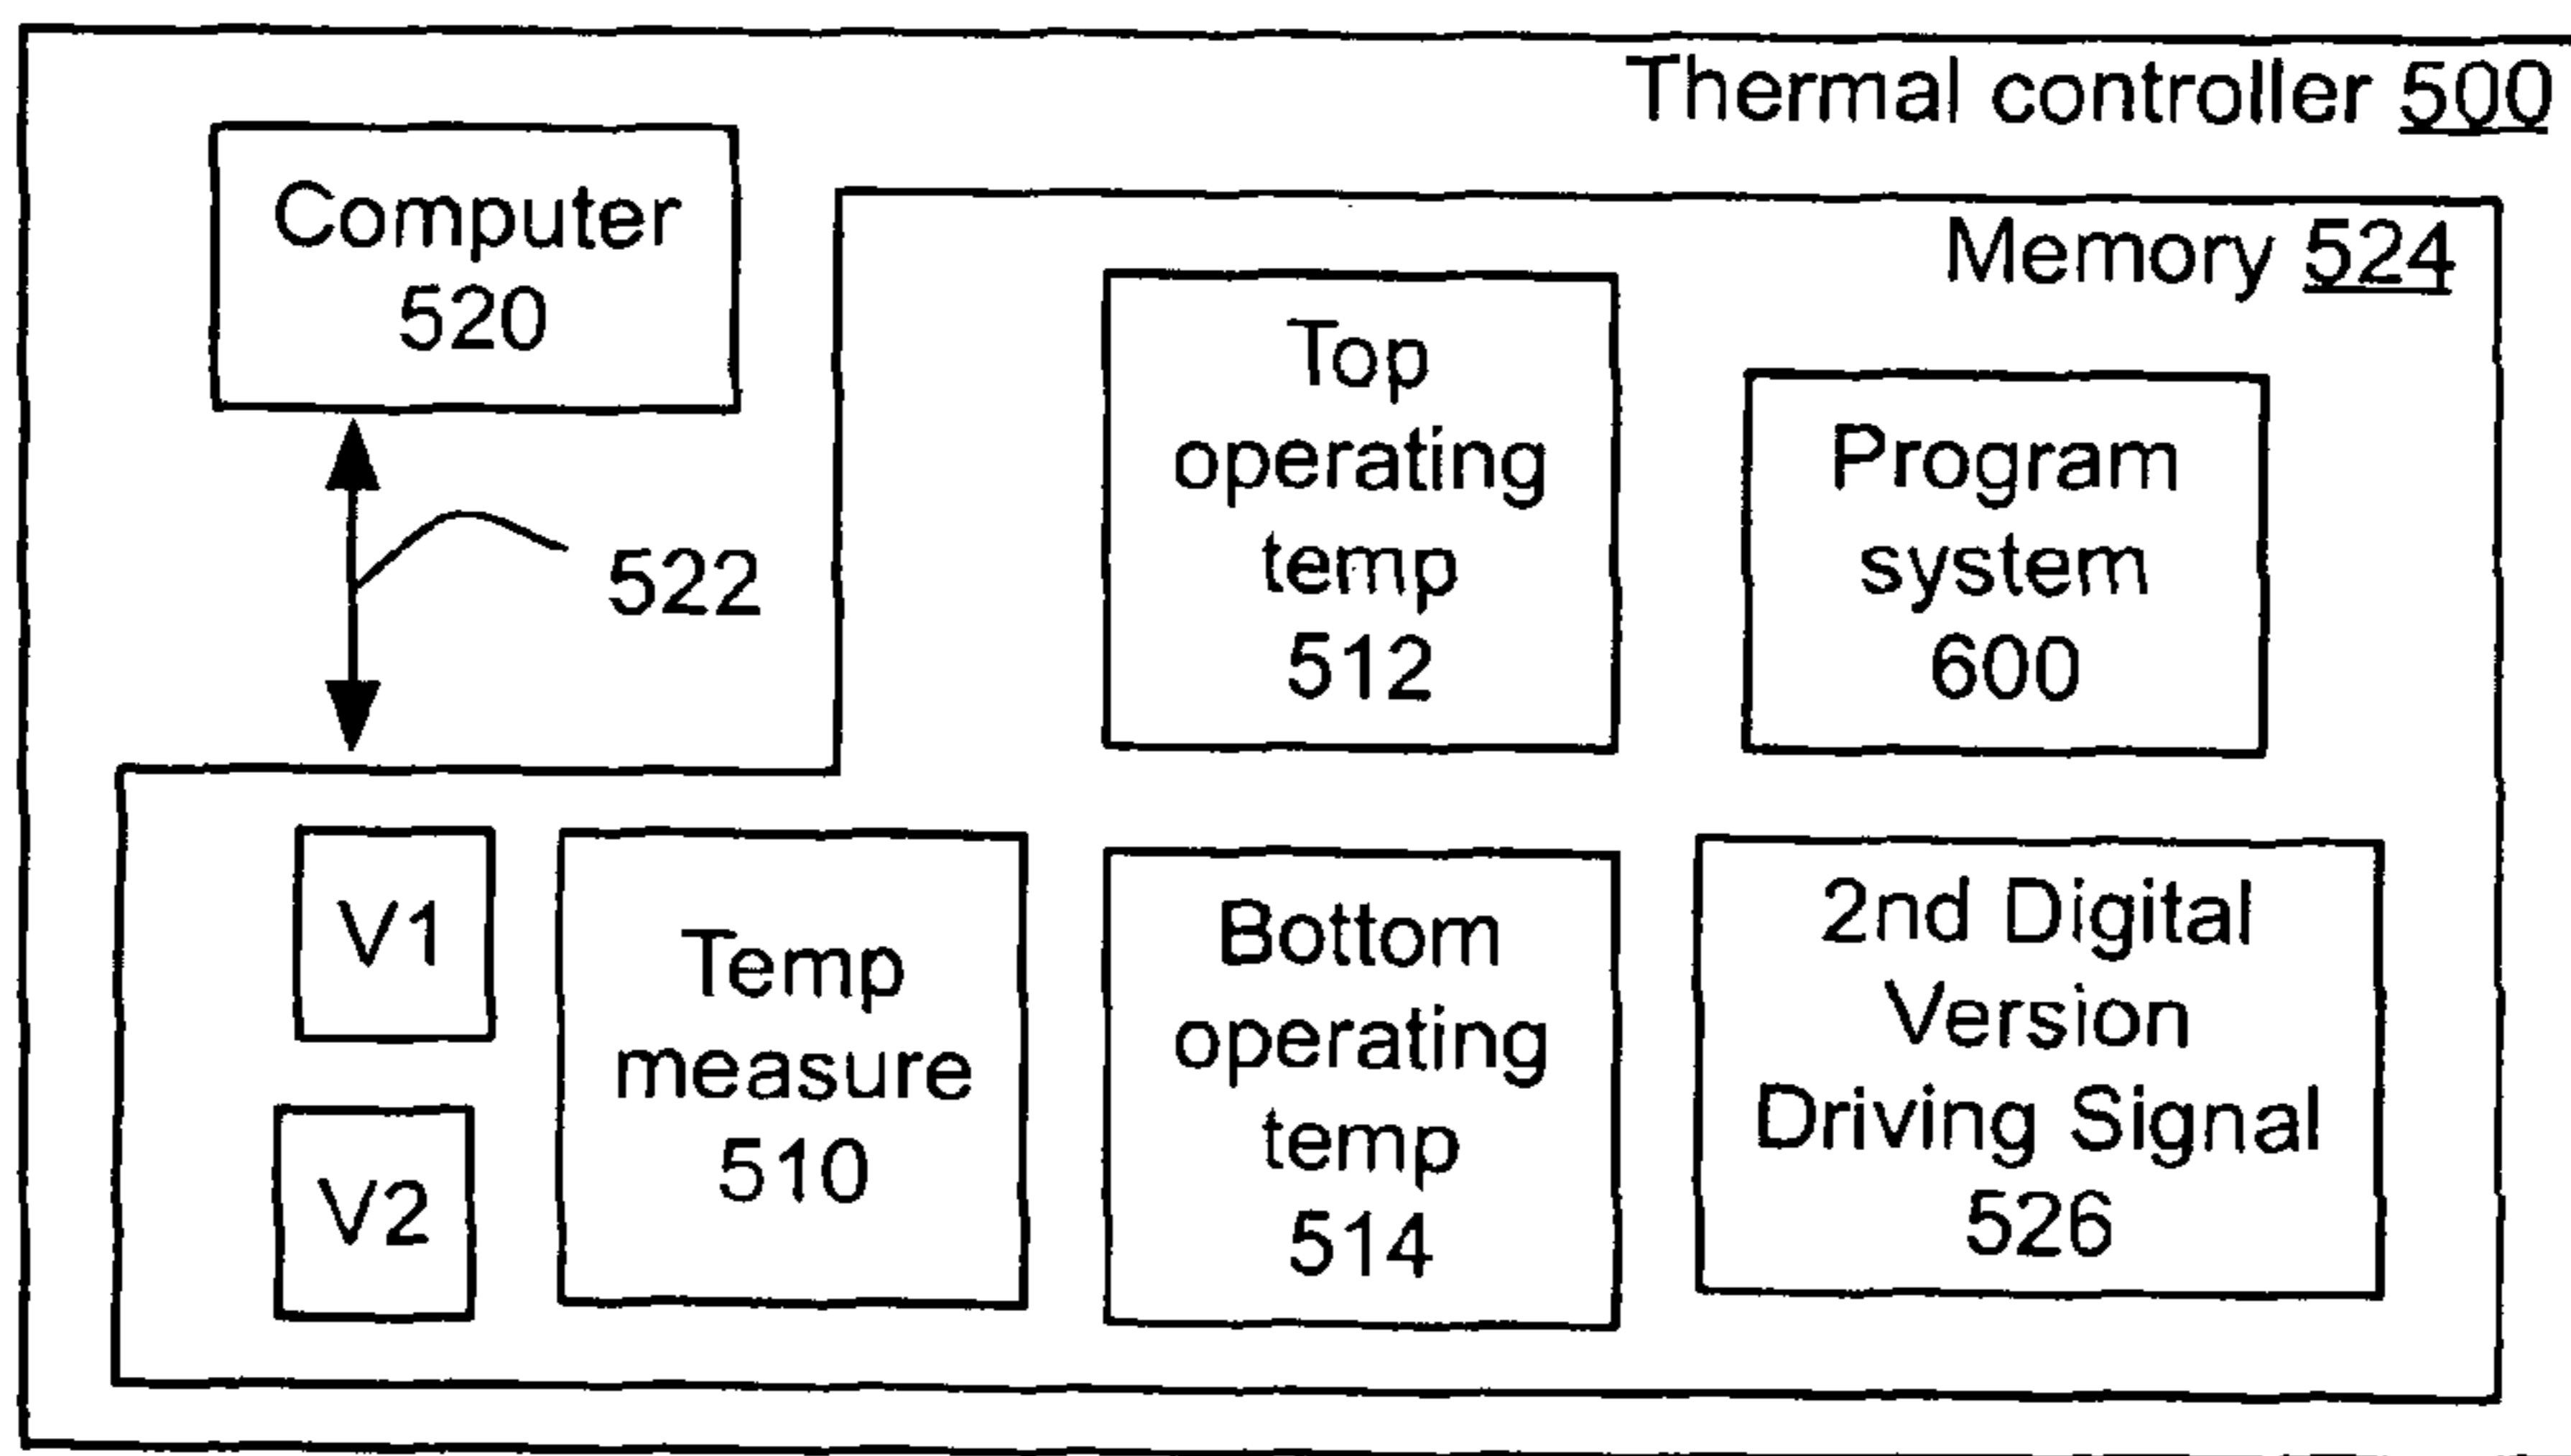 Thermal controller 500
Computer
520
Memory 524
Top
operating
temp
512
Program
system
600
522
V1
V2
Temp
measure
510
Bottom
operating
temp
514
2nd Digital
Version
Driving Signal
526